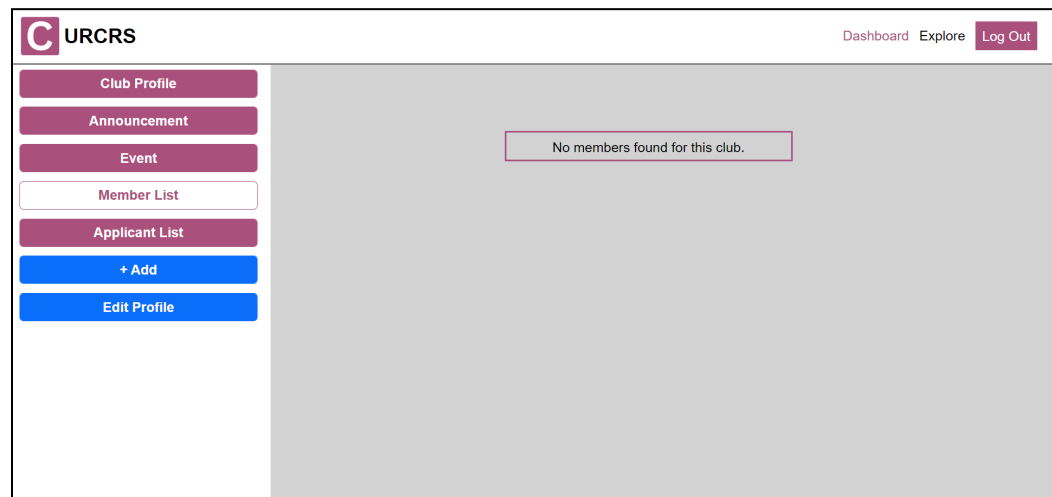 C URCRS
Dashboard Explore Log Out
Club Profile
Announcement
Event
Member List
Applicant List
+ Add
Edit Profile
No members found for this club.